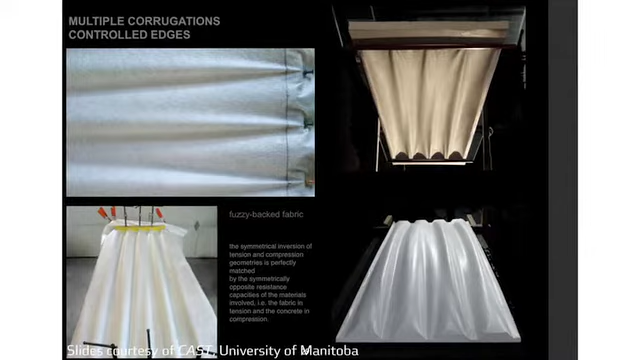 MULTIPLE CORRUGATIONS
CONTROLLED EDGES
fuzzy-backed fabric
the symmetrical inversion of
tension and compression
geometries is perfectly
matched
by the symmetrically
opposite resistance
capacities of the materials
involved, i.e. the fabric in
tension and the concrete in
compression.
Slides courtesy of CAST, University of Manitoba